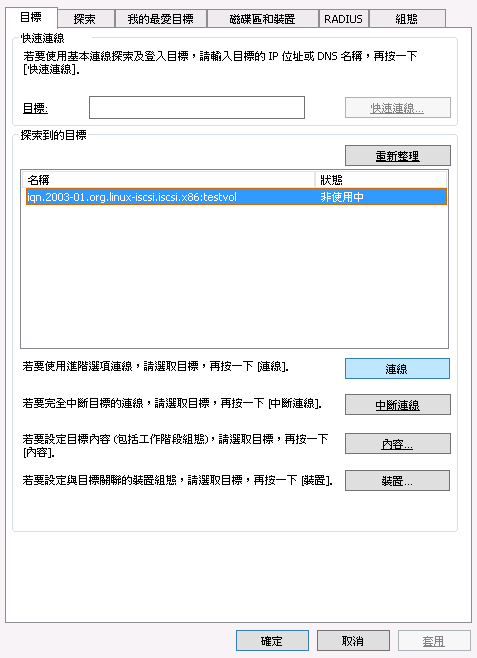 目標
探索
我的最愛目標
磁碟區和裝置
RADIUS
組態
快速連線
若要使用基本連線探索及登入目標，請輸入目標的 IP 位址或 DNS 名稱，再按一下
[快速連線]。
目標:
快速連線...
探索到的目標
重新整理
名稱
狀態
iqn.2003-01.org.linux-iscsi.iscsi.x86:testvol
非使用中
若要使用進階選項連線，請選取目標，再按一下 [連線]。
連線
若要完全中斷目標的連線，請選取目標，再按一下 [中斷連線]。
中斷連線
若要設定目標內容 (包括工作階段組態)，請選取目標，再按一下
[內容]。
內容...
若要設定與目標關聯的裝置組態，請選取目標，再按一下 [裝置]。
裝置...
確定
取消
套用